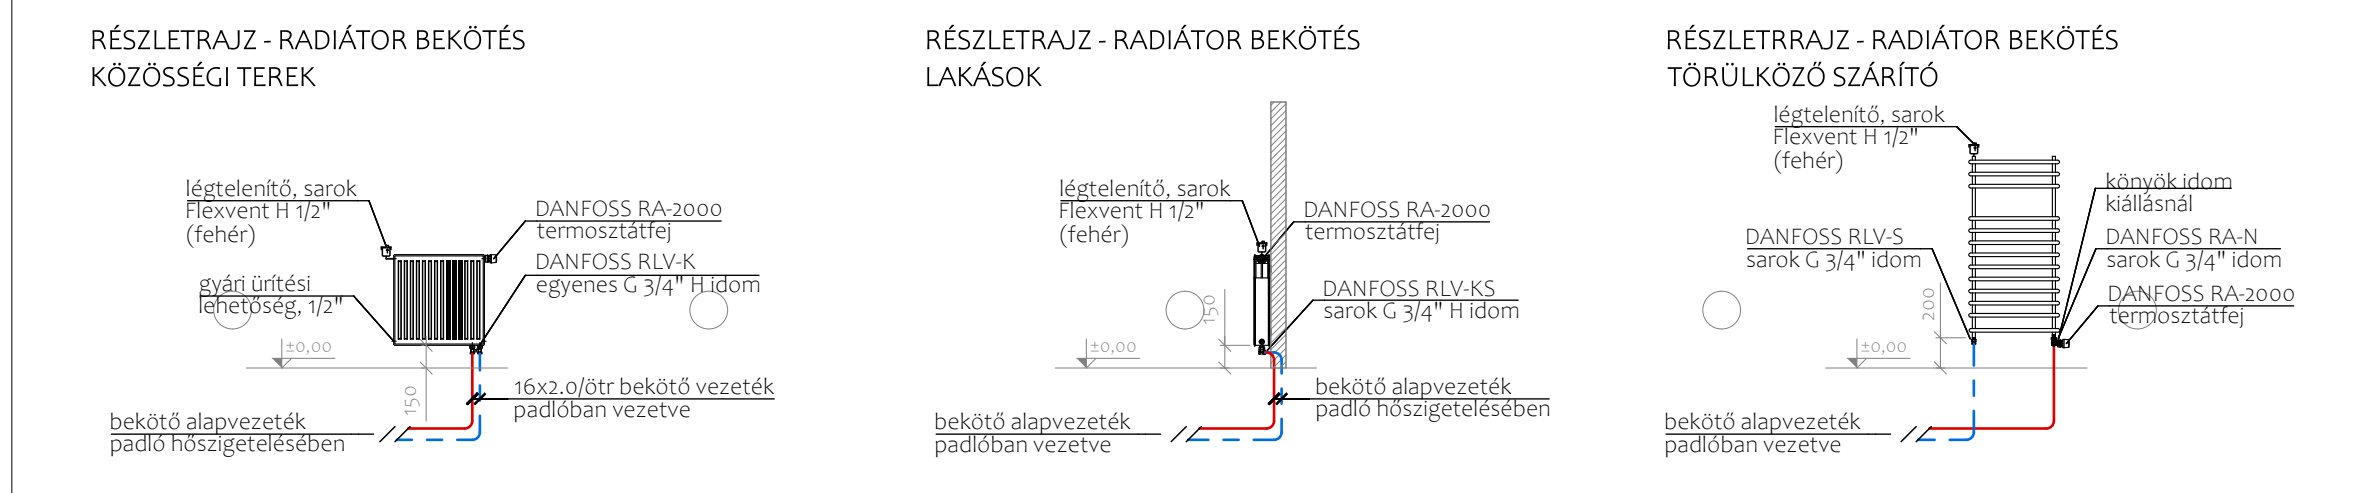 RÉSZLETRAJZ - RADIÁTOR BEKÖTÉS
KÖZÖSSÉGI TEREK
légtelenítő, sarok
Flexvent H 1/2"
(fehér)
DANFOSS RA-2000
termosztátfej
DANFOSS RLV-K
egyenes G 3/4" H idom
gyári ürítési
lehetőség, 1/2"
±0,00
150
16x2.0/ötr bekötő vezeték
padlóban vezetve
bekötő alapvezeték
padló hőszigetelésében
RÉSZLETRAJZ - RADIÁTOR BEKÖTÉS
LAKÁSOK
légtelenítő, sarok
Flexvent H 1/2"
(fehér)
DANFOSS RA-2000
termosztátfej
DANFOSS RLV-KS
sarok G 3/4" H idom
150
±0,00
bekötő alapvezeték
padló hőszigetelésében
bekötő alapvezeték
padlóban vezetve
RÉSZLETRRAJZ - RADIÁTOR BEKÖTÉS
TÖRÜLKÖZŐ SZÁRÍTÓ
légtelenítő, sarok
Flexvent H 1/2"
(fehér)
könyök idom
kiállásnál
DANFOSS RLV-S
sarok G 3/4" idom
DANFOSS RA-N
sarok G 3/4" idom
DANFOSS RA-2000
termosztátfej
200
±0,00
bekötő alapvezeték
padlóban vezetve